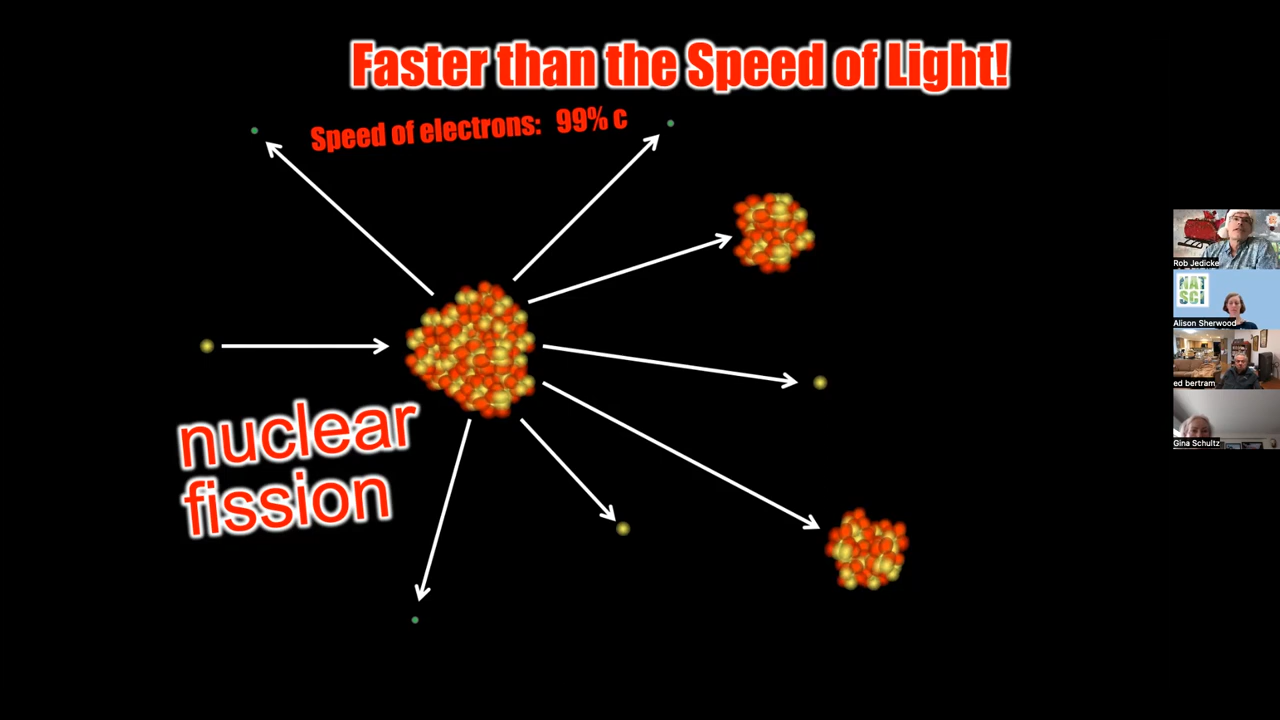 Faster than the Speed of Light!
Speed of electrons: 99% c
nuclear
fission
Rob Jedicke
NAT
SCI
Alison Sherwood
ed bertram
Gina Schultz